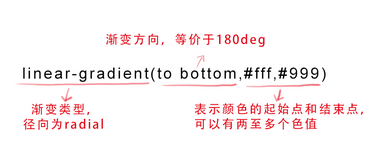 渐变方向，等价于180deg
linear-gradient(to bottom,#fff,#999)
渐变类型，
径向为radial
表示颜色的起始点和结束点，
可以有两至多个色值